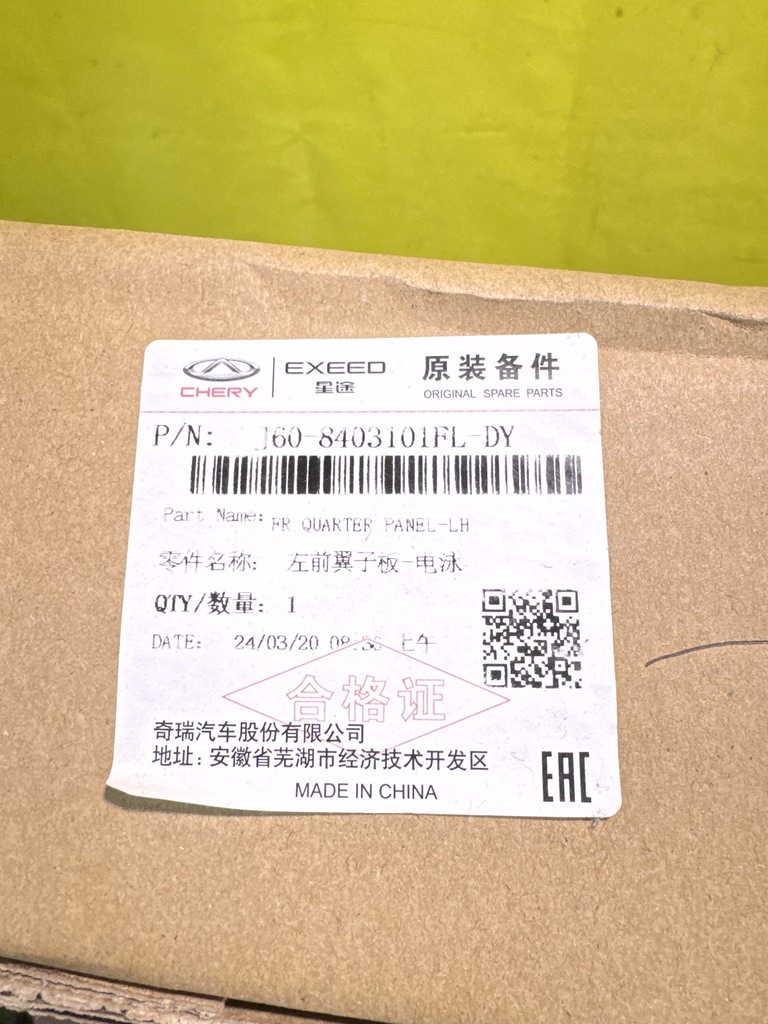 CHERY
EXEED
星途
原装备件
ORIGINAL SPARE PARTS
P/N: J60-8403101FL-DY
Part Name: FR QUARTER PANEL-LH
零件名称: 左前翼子板-电泳
QTY/数量: 1
DATE: 24/03/20 上午
合格证
奇瑞汽车股份有限公司
地址:安徽省芜湖市经济技术开发区
MADE IN CHINA
EAC